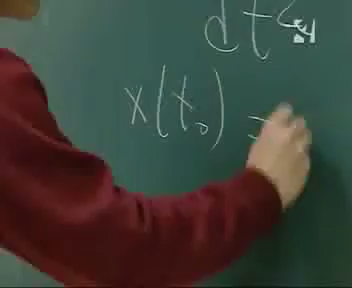 dt
x(t₀) =